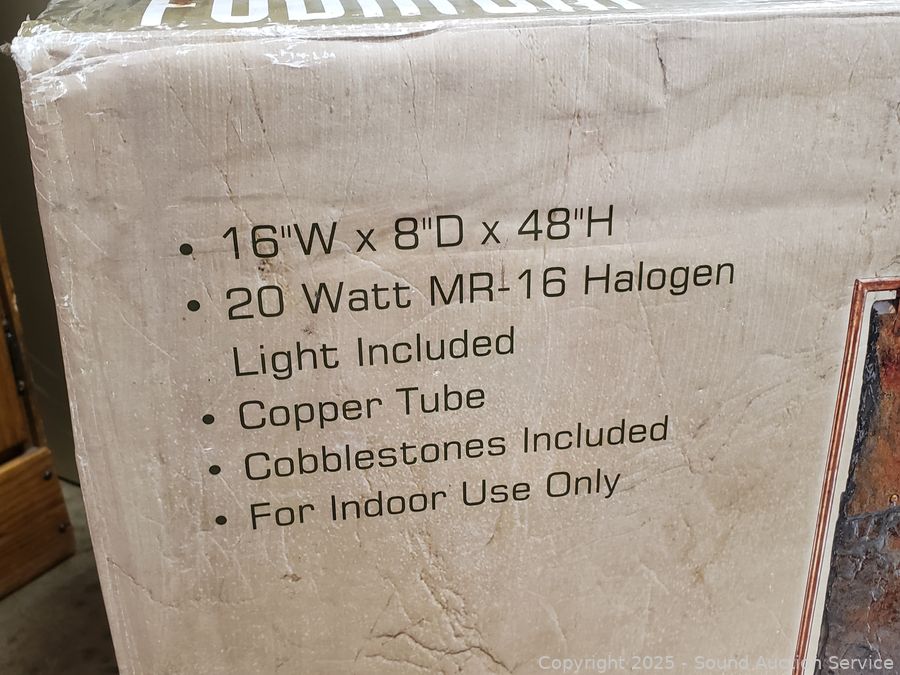 FOUNTAIN
• 16"W x 8"D x 48"H
• 20 Watt MR-16 Halogen
Light Included
• Copper Tube
• Cobblestones Included
• For Indoor Use Only
Copyright 2025 - Sound Auction Service